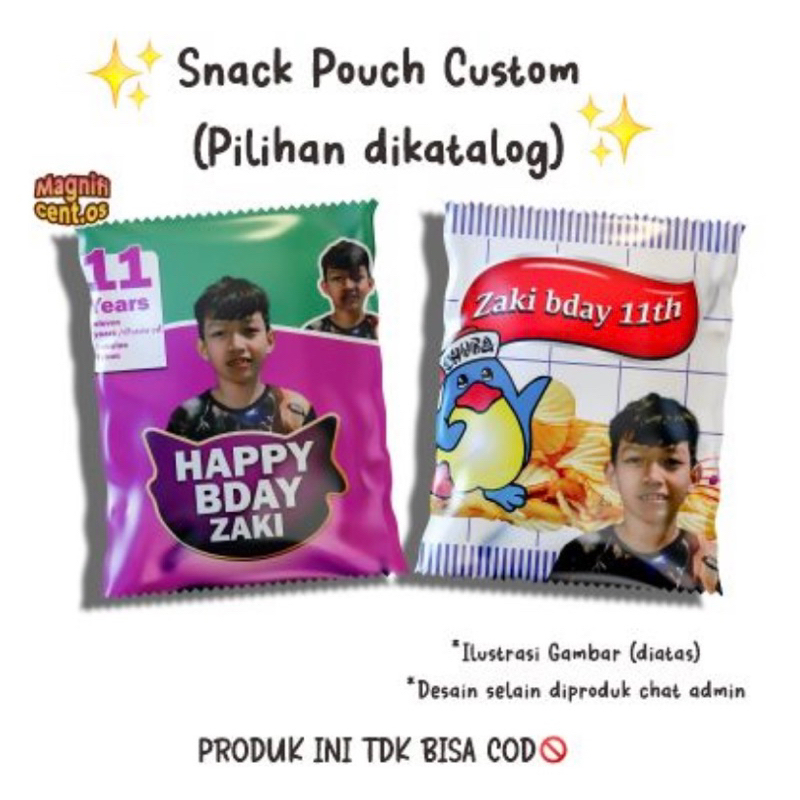 Snack Pouch Custom
(Pilihan dikatalog)
Magnifi
cent.os
11
Years
HAPPY
BDAY
ZAKI
Zaki bday 11th
CHUBA
*Ilustrasi Gambar (diatas)
*Desain selain diproduk chat admin
PRODUK INI TDK BISA COD